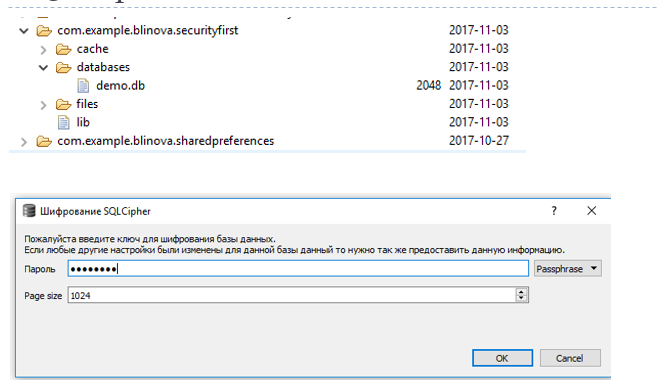 com.example.blinova.securityfirst 2017-11-03
cache 2017-11-03
databases 2017-11-03
demo.db 2048 2017-11-03
files 2017-11-03
lib 2017-11-03
com.example.blinova.sharedpreferences 2017-10-27
Шифрование SQLCipher ?
Пожалуйста введите ключ для шифрования базы данных.
Если любые другие настройки были изменены для данной базы данный то нужно так же предоставить данную информацию.
Пароль •••••••• Passphrase
Page size 1024
OK Cancel